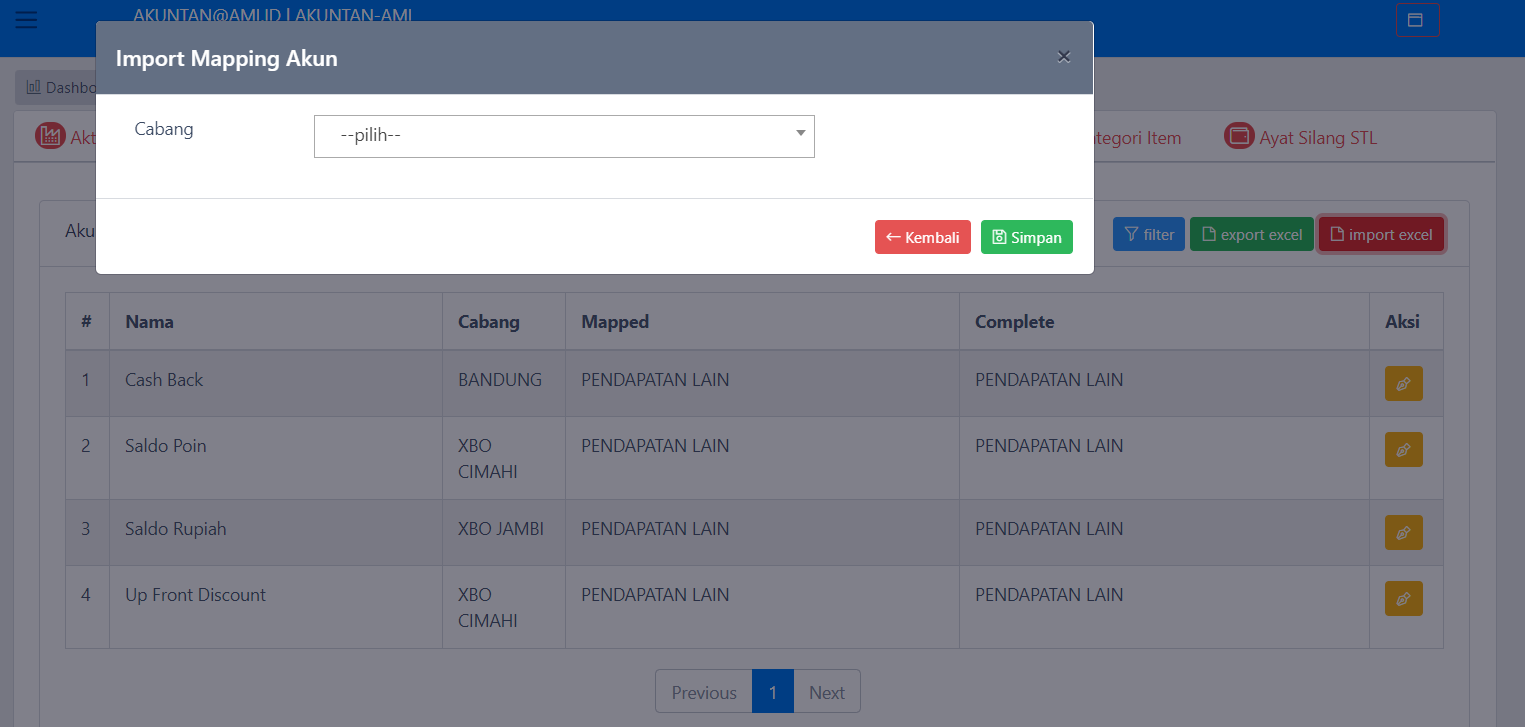 AKUNTAN@AMI.ID | AKUNTAN-AMI
Import Mapping Akun
×
Dashbo
Akt
tegori Item
Ayat Silang STL
Cabang
--pilih--
Aku
Kembali
Simpan
filter
export excel
import excel
# Nama Cabang Mapped Complete Aksi
1 Cash Back BANDUNG PENDAPATAN LAIN PENDAPATAN LAIN
2 Saldo Poin XBO CIMAHI PENDAPATAN LAIN PENDAPATAN LAIN
3 Saldo Rupiah XBO JAMBI PENDAPATAN LAIN PENDAPATAN LAIN
4 Up Front Discount XBO CIMAHI PENDAPATAN LAIN PENDAPATAN LAIN
Previous 1 Next